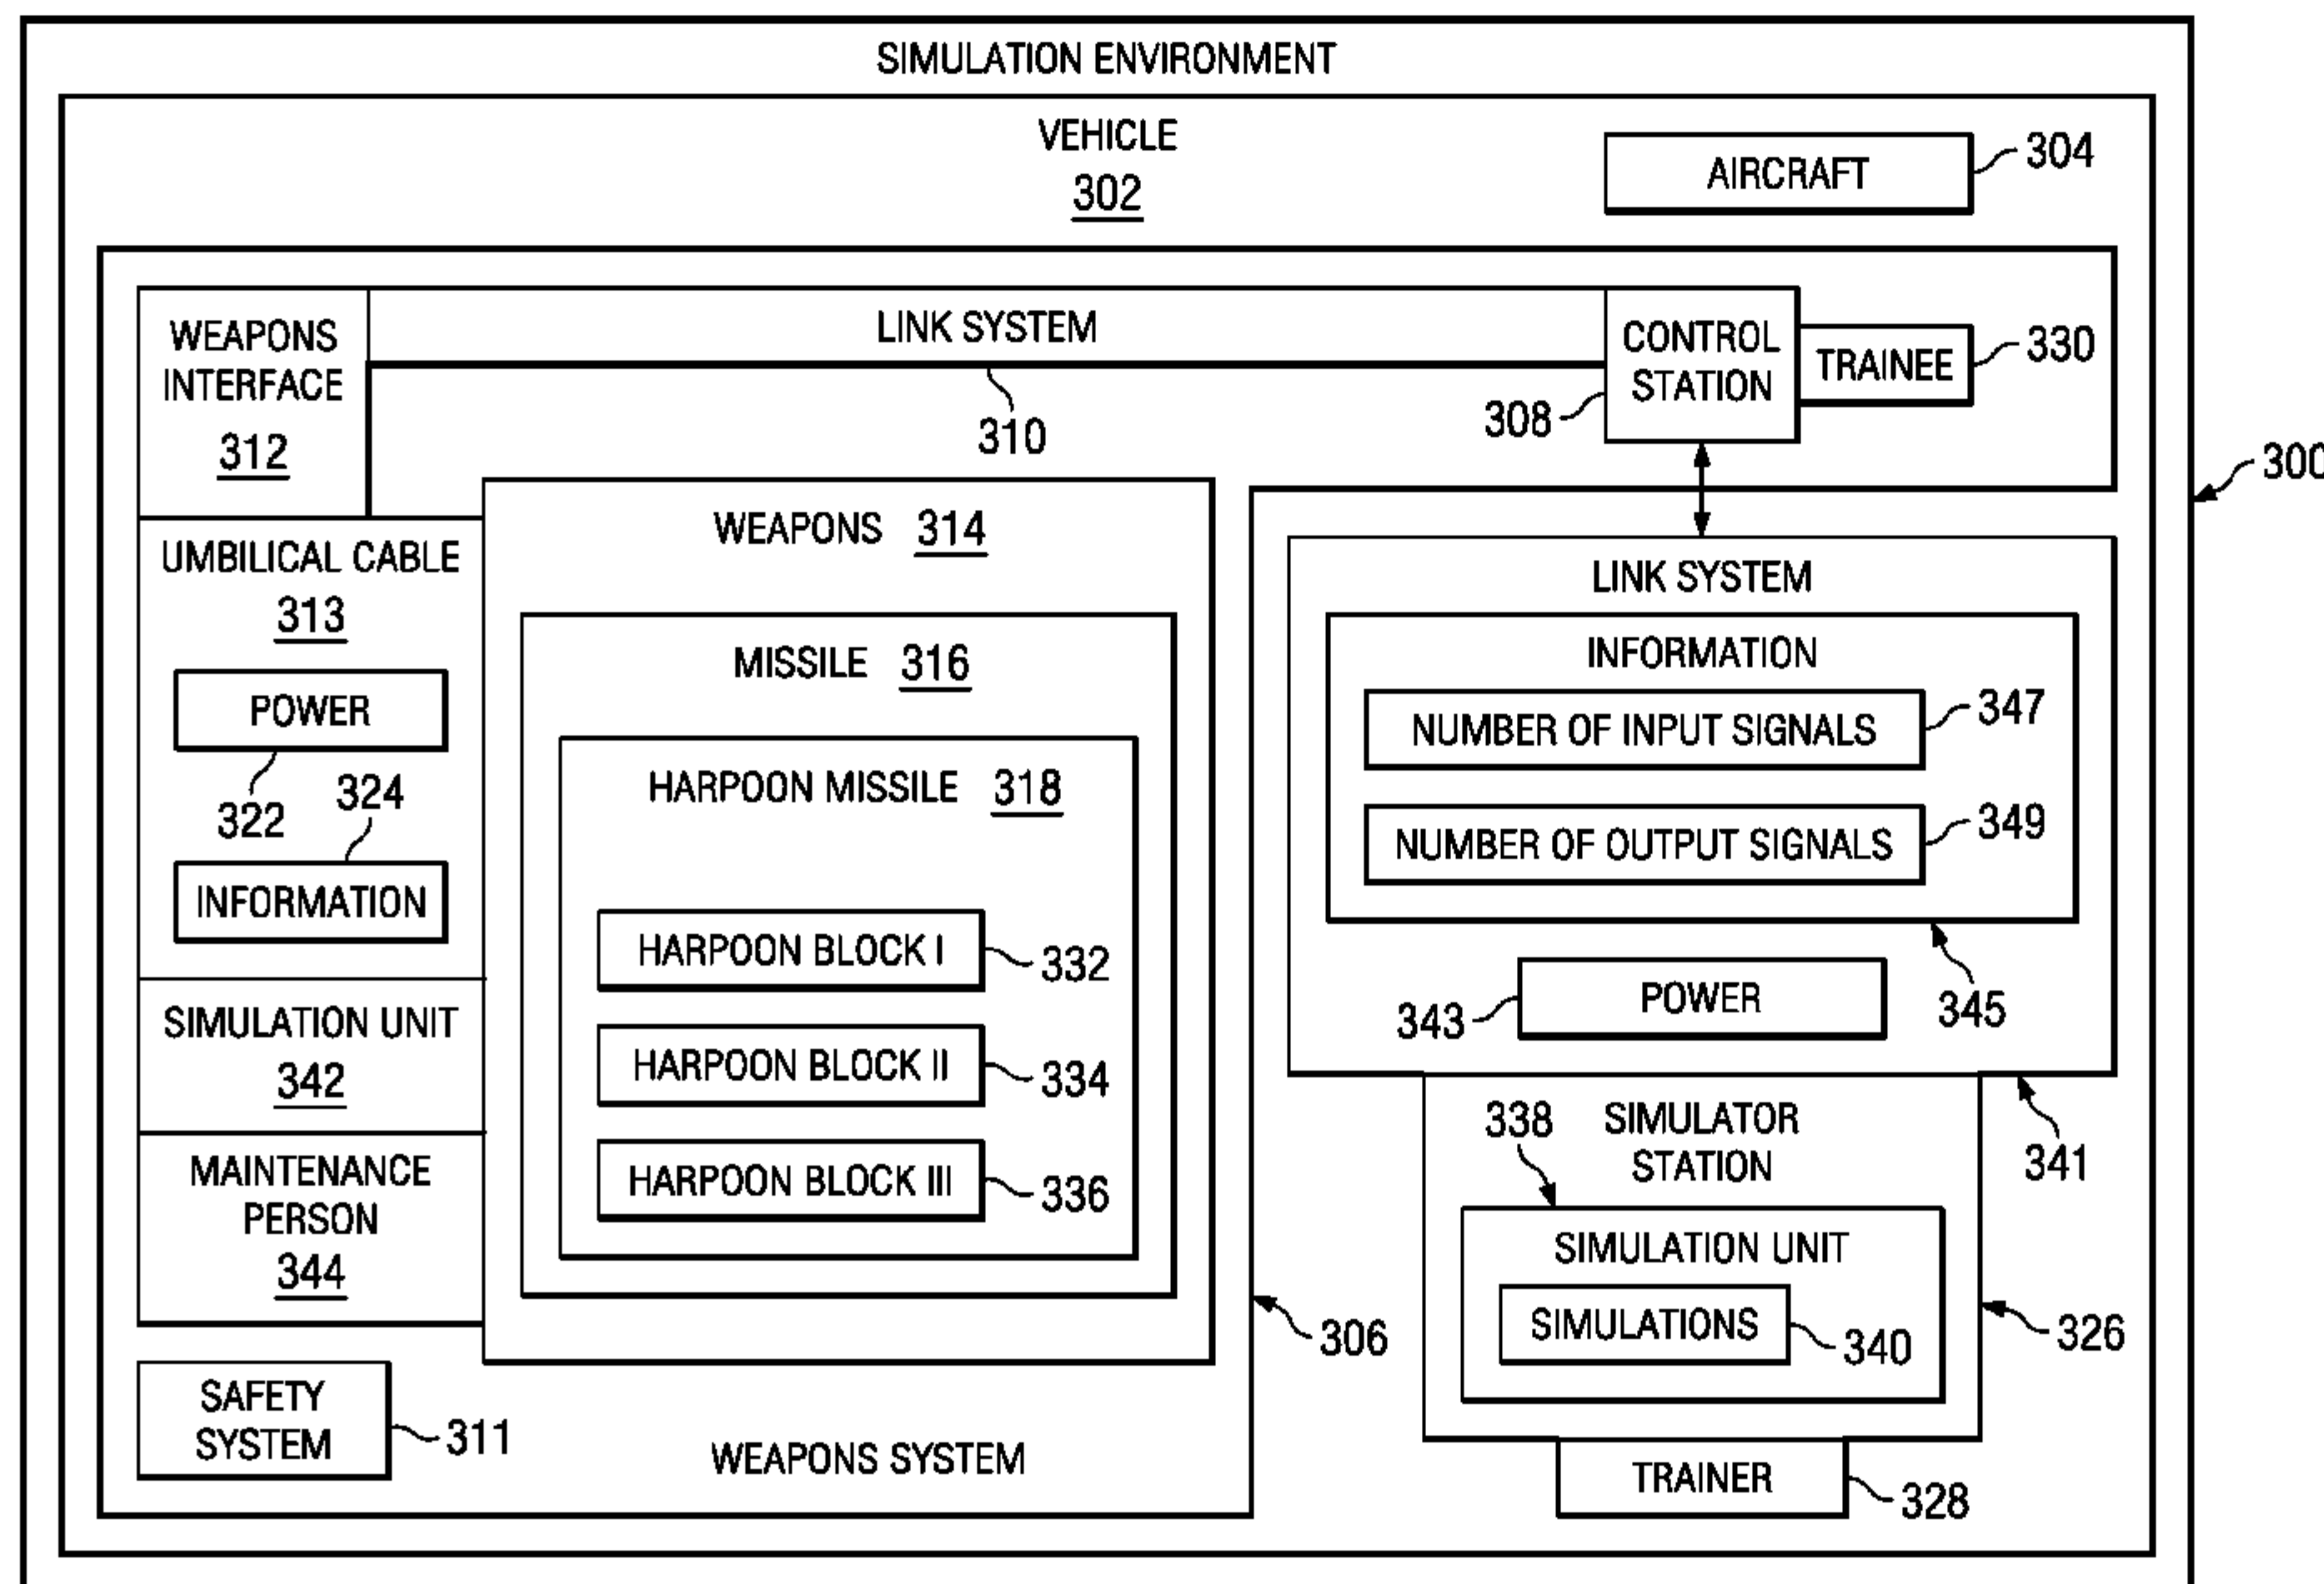 SIMULATION ENVIRONMENT
VEHICLE
302
AIRCRAFT
304
WEAPONS
INTERFACE
312
LINK SYSTEM
310
CONTROL
STATION
308
TRAINEE
330
300
UMBILICAL CABLE
313
POWER
322
324
INFORMATION
SIMULATION UNIT
342
MAINTENANCE
PERSON
344
SAFETY
SYSTEM
311
WEAPONS 314
MISSILE 316
HARPOON MISSILE 318
HARPOON BLOCK I
332
HARPOON BLOCK II
334
HARPOON BLOCK III
336
WEAPONS SYSTEM
306
LINK SYSTEM
INFORMATION
NUMBER OF INPUT SIGNALS
347
NUMBER OF OUTPUT SIGNALS
349
345
POWER
343
341
SIMULATOR
STATION
338
SIMULATION UNIT
SIMULATIONS
340
326
TRAINER
328